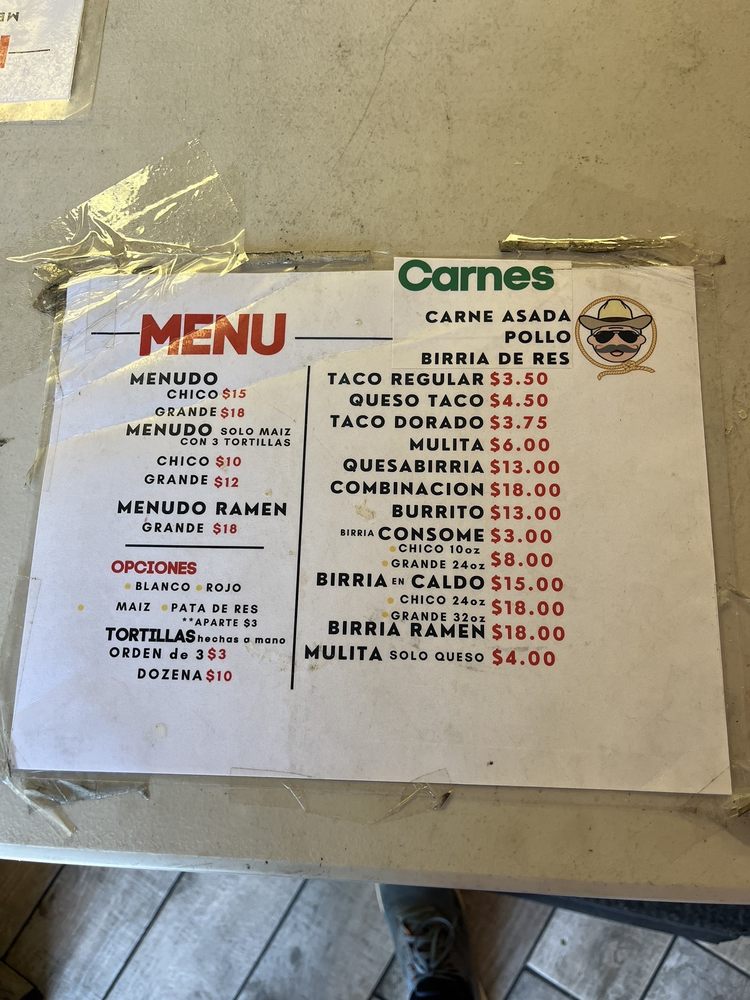 MENU
MENUDO
CHICO $15
GRANDE $18
MENUDO SOLO MAIZ
CON 3 TORTILLAS
CHICO $10
GRANDE $12
MENUDO RAMEN
GRANDE $18
OPCIONES
BLANCO ROJO
MAIZ PATA DE RES
**APARTE $3
TORTILLAS hechas a mano
ORDEN de 3 $3
DOZENA $10
Carnes
CARNE ASADA
POLLO
BIRRIA DE RES
TACO REGULAR $3.50
QUESO TACO $4.50
TACO DORADO $3.75
MULITA $6.00
QUESABIRRIA $13.00
COMBINACION $18.00
BURRITO $13.00
BIRRIA CONSOME $3.00
CHICO 10oz
GRANDE 24oz $8.00
BIRRIA EN CALDO $15.00
CHICO 24oz
GRANDE 32oz $18.00
BIRRIA RAMEN $18.00
MULITA SOLO QUESO $4.00